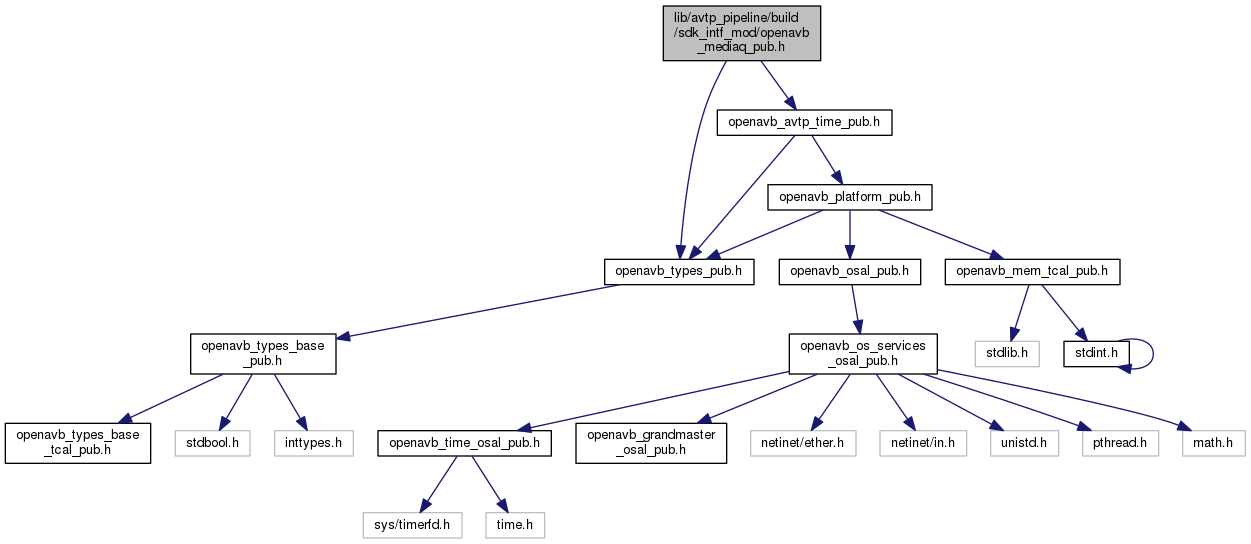 lib/avtp_pipeline/build
/sdk_intf_mod/openavb
_mediaq_pub.h
openavb_avtp_time_pub.h
openavb_platform_pub.h
openavb_types_pub.h
openavb_osal_pub.h
openavb_mem_tcal_pub.h
openavb_types_base
_pub.h
openavb_os_services
_osal_pub.h
stdlib.h
stdint.h
openavb_types_base
_tcal_pub.h
stdbool.h
inttypes.h
openavb_time_osal_pub.h
openavb_grandmaster
_osal_pub.h
netinet/ether.h
netinet/in.h
unistd.h
pthread.h
math.h
sys/timerfd.h
time.h